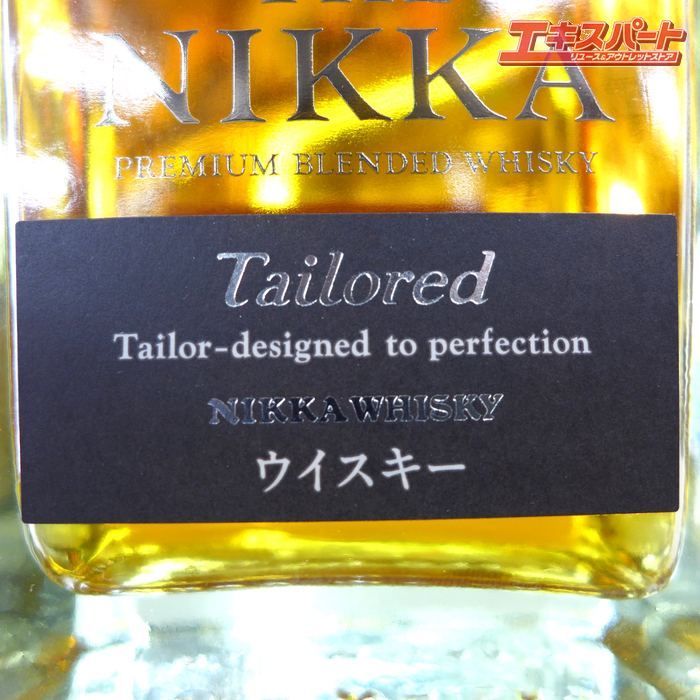 エキスパート
リユース&アウトレットストア
THE
NIKKA
PREMIUM BLENDED WHISKY
Tailored
Tailor-designed to perfection
NIKKA WHISKY
ウイスキー